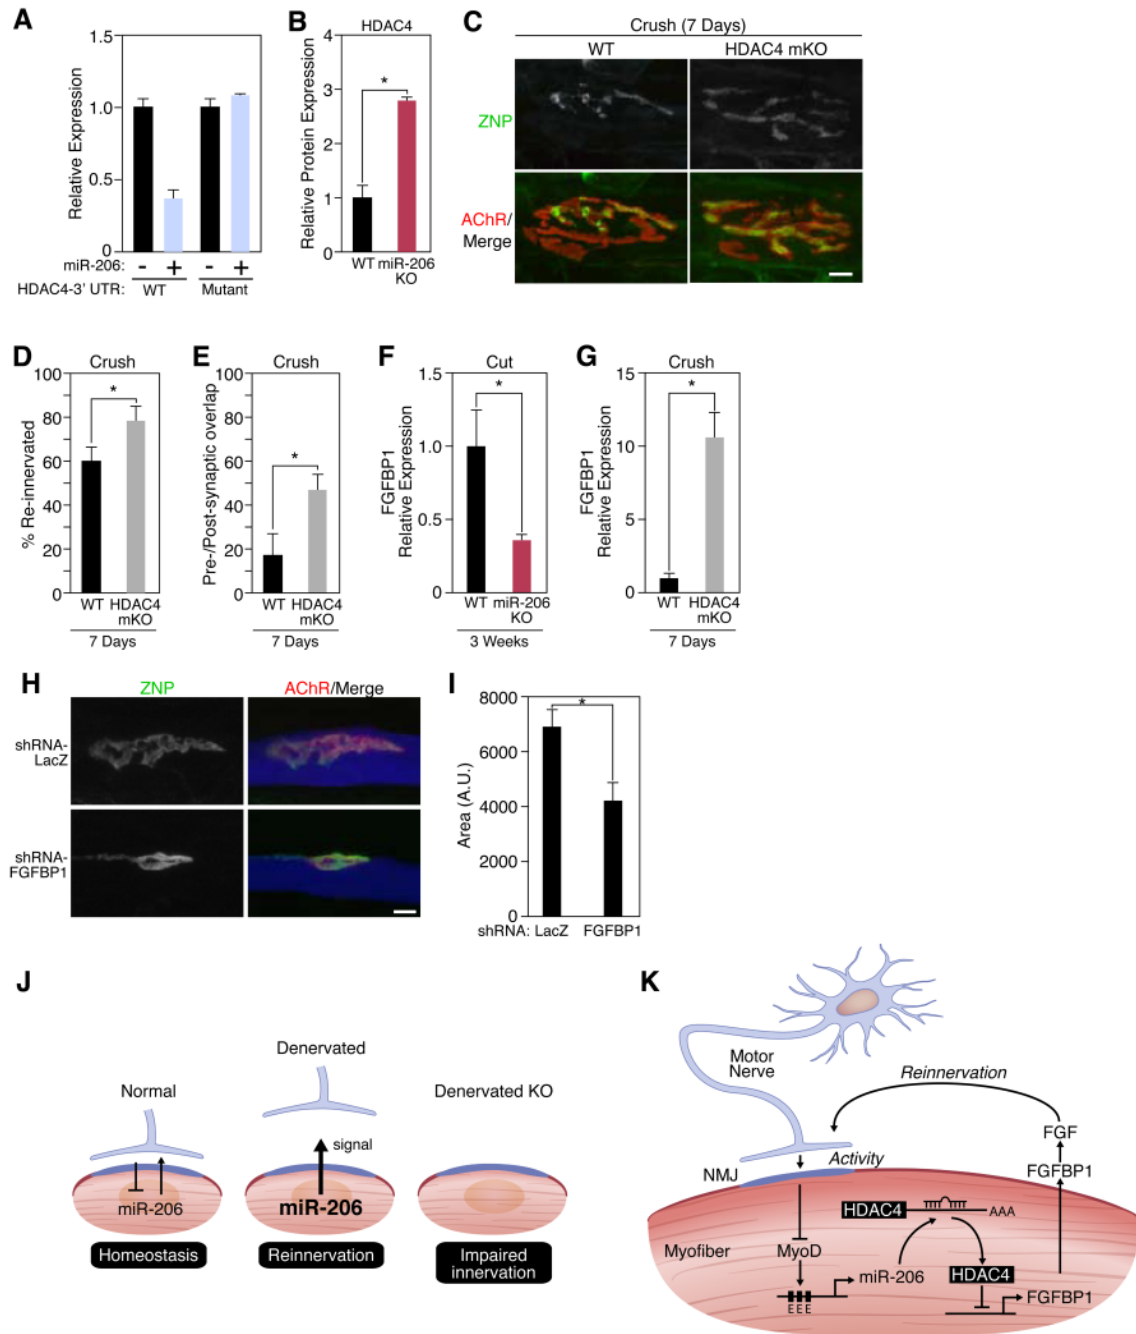 A
Relative Expression
1.5
1.0
0.5
0
miR-206: - + - +
HDAC4-3' UTR: WT Mutant
B
HDAC4
Relative Protein Expression
4
3
2
1
0
*
WT miR-206
KO
C
Crush (7 Days)
WT HDAC4 mKO
ZNP
AChR/
Merge
D
Crush
% Re-innervated
100
80
60
40
20
0
*
WT HDAC4
mKO
7 Days
E
Crush
Pre-/Post-synaptic overlap
100
80
60
40
20
0
*
WT HDAC4
mKO
7 Days
F
Cut
FGFBP1
Relative Expression
1.5
1.0
0.5
0
*
WT miR-206
KO
3 Weeks
G
Crush
FGFBP1
Relative Expression
15
10
5
0
*
WT HDAC4
mKO
7 Days
H
ZNP AChR/Merge
shRNA-
LacZ
shRNA-
FGFBP1
I
Area (A.U.)
8000
6000
4000
2000
0
*
shRNA: LacZ FGFBP1
J
Normal
miR-206
Homeostasis
Denervated
signal
miR-206
Reinnervation
Denervated KO
Impaired
innervation
K
Motor
Nerve
Reinnervation
FGF
FGFBP1
NMJ
Activity
HDAC4
AAA
Myofiber
MyoD
miR-206
HDAC4
E E E
FGFBP1